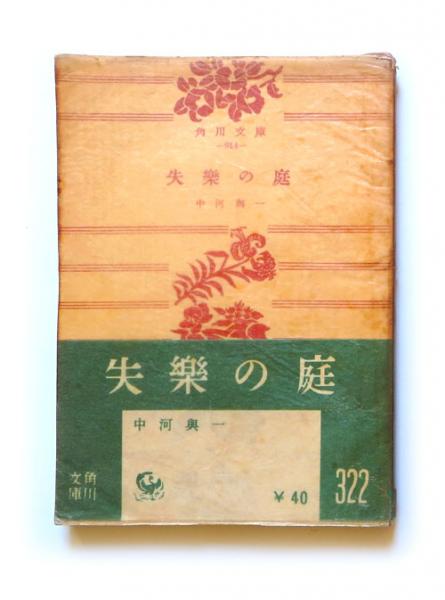 角川文庫
失樂の庭
中河與一
失樂の庭
中河與一
角川文庫
¥ 40
322